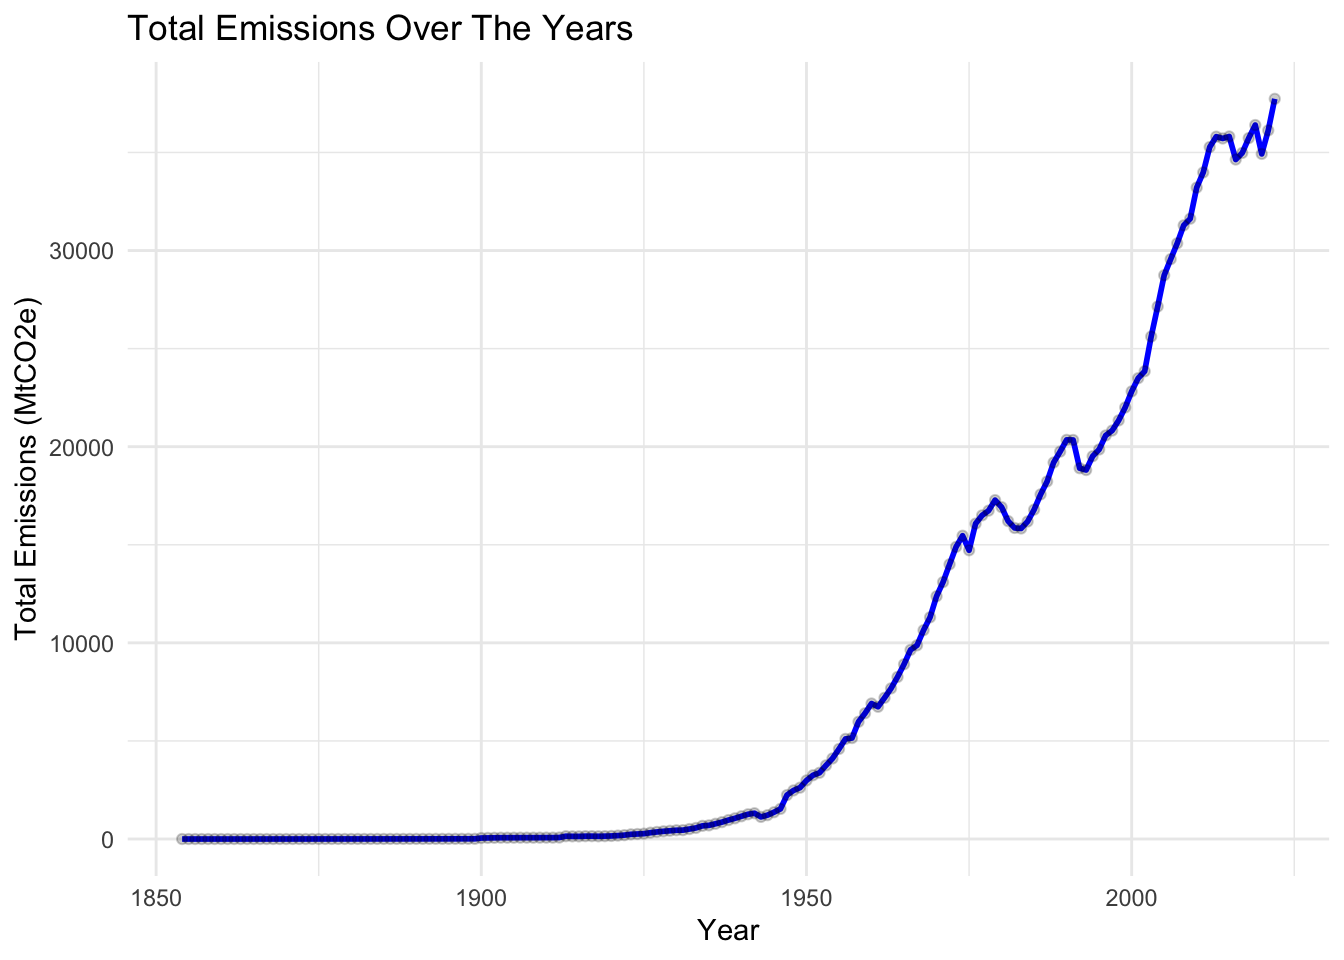 Total Emissions Over The Years
Total Emissions (MtCO2e)
30000
20000
10000
0
1850 1900 1950 2000
Year